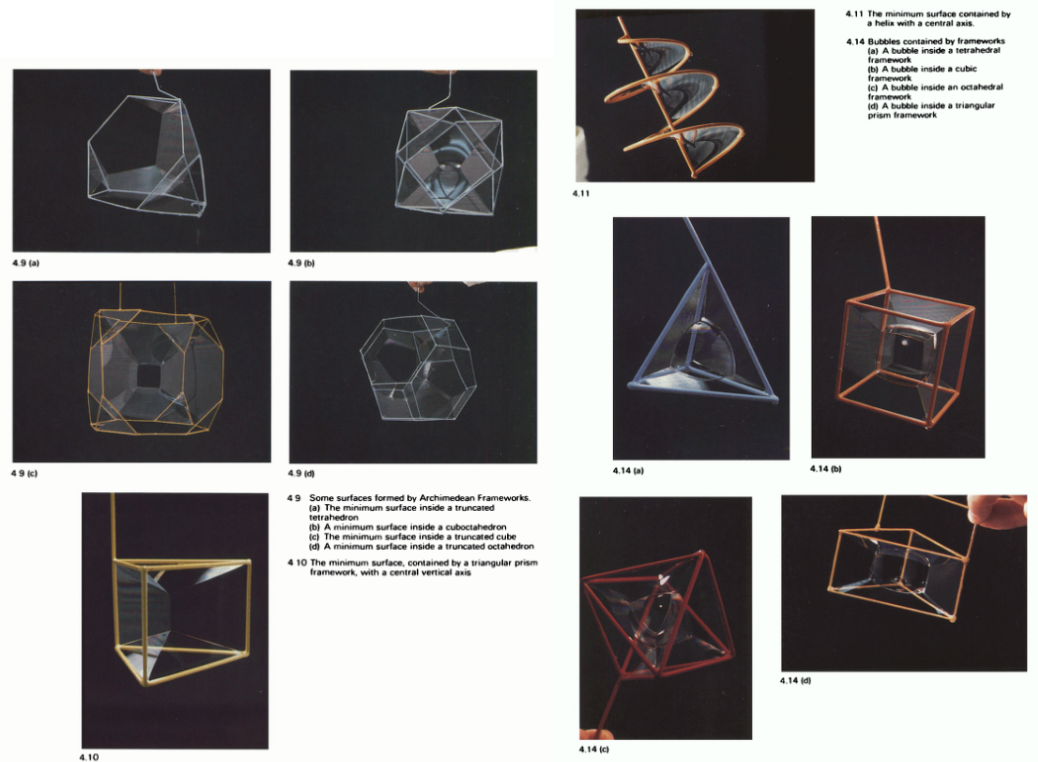 4.9 (a)
4.9 (b)
4 9 (c)
4.9 (d)
4 9 Some surfaces formed by Archimedean Frameworks.
(a) The minimum surface inside a truncated
tetrahedron
(b) A minimum surface inside a cuboctahedron
(c) The minimum surface inside a truncated cube
(d) A minimum surface inside a truncated octahedron
4 10 The minimum surface, contained by a triangular prism
framework, with a central vertical axis
4.10
4.11 The minimum surface contained by
a helix with a central axis.
4.14 Bubbles contained by frameworks
(a) A bubble inside a tetrahedral
framework
(b) A bubble inside a cubic
framework
(c) A bubble inside an octahedral
framework
(d) A bubble inside a triangular
prism framework
4.11
4.14 (a)
4.14 (b)
4.14 (c)
4.14 (d)